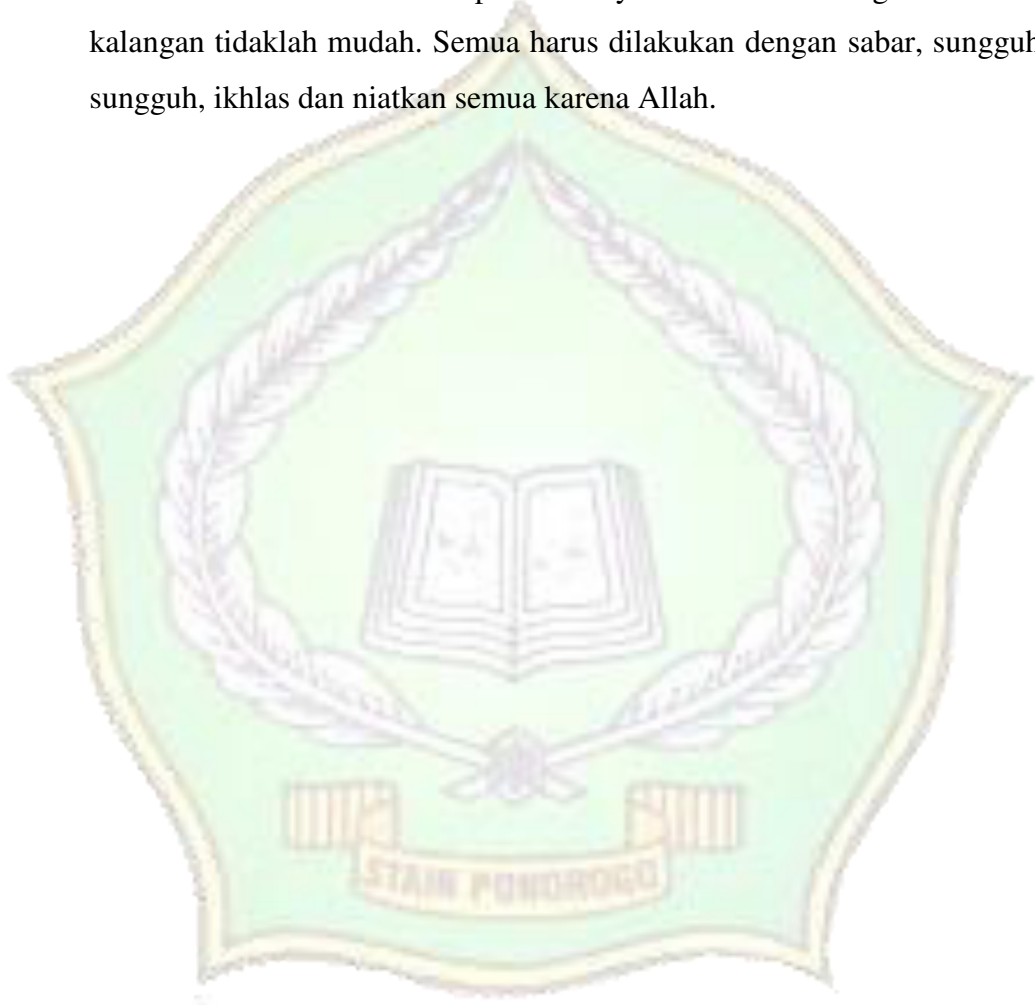 kalangan tidaklah mudah. Semua harus dilakukan dengan sabar, sungguh
sungguh, ikhlas dan niatkan semua karena Allah.
STAIN PONOROGO